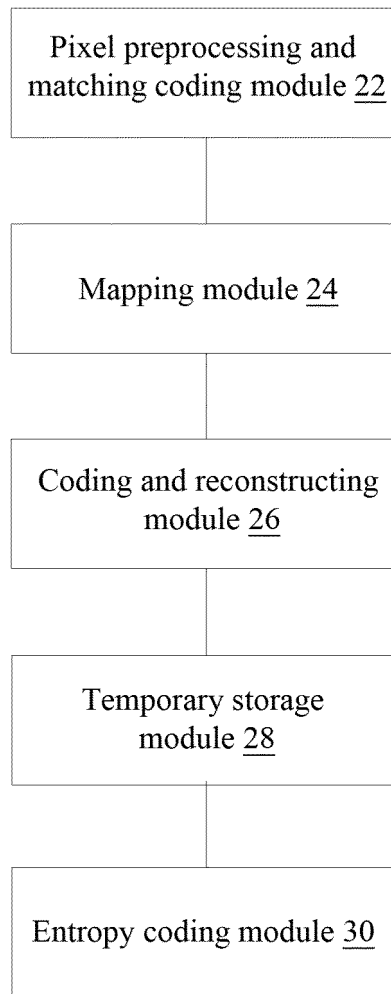 Pixel preprocessing and
matching coding module 22
Mapping module 24
Coding and reconstructing
module 26
Temporary storage
module 28
Entropy coding module 30